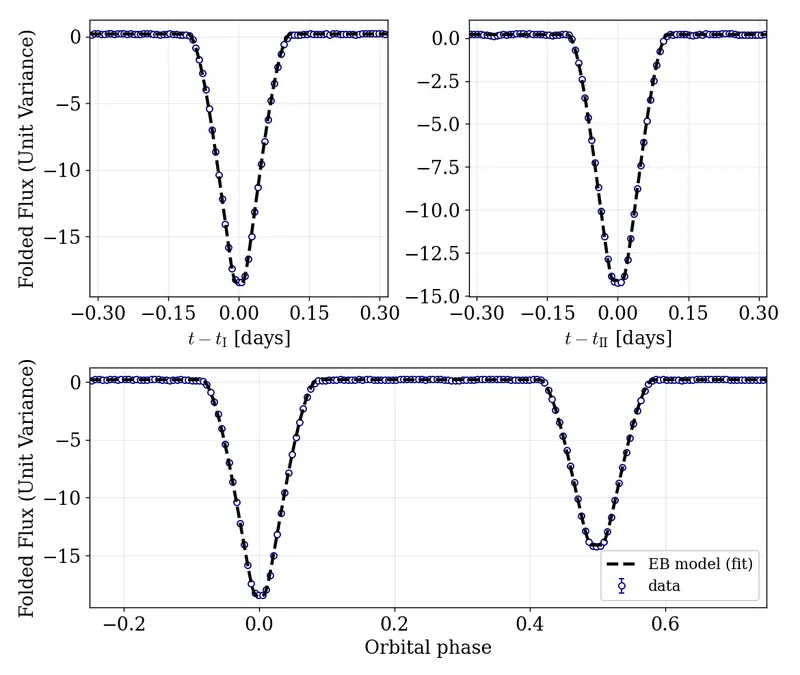 Folded Flux (Unit Variance)
0
−5
−10
−15
−0.30 −0.15 0.00 0.15 0.30
t − tI [days]
0.0
−2.5
−5.0
−7.5
−10.0
−12.5
−15.0
−0.30 −0.15 0.00 0.15 0.30
t − tII [days]
Folded Flux (Unit Variance)
0
−5
−10
−15
EB model (fit)
data
−0.2 0.0 0.2 0.4 0.6
Orbital phase